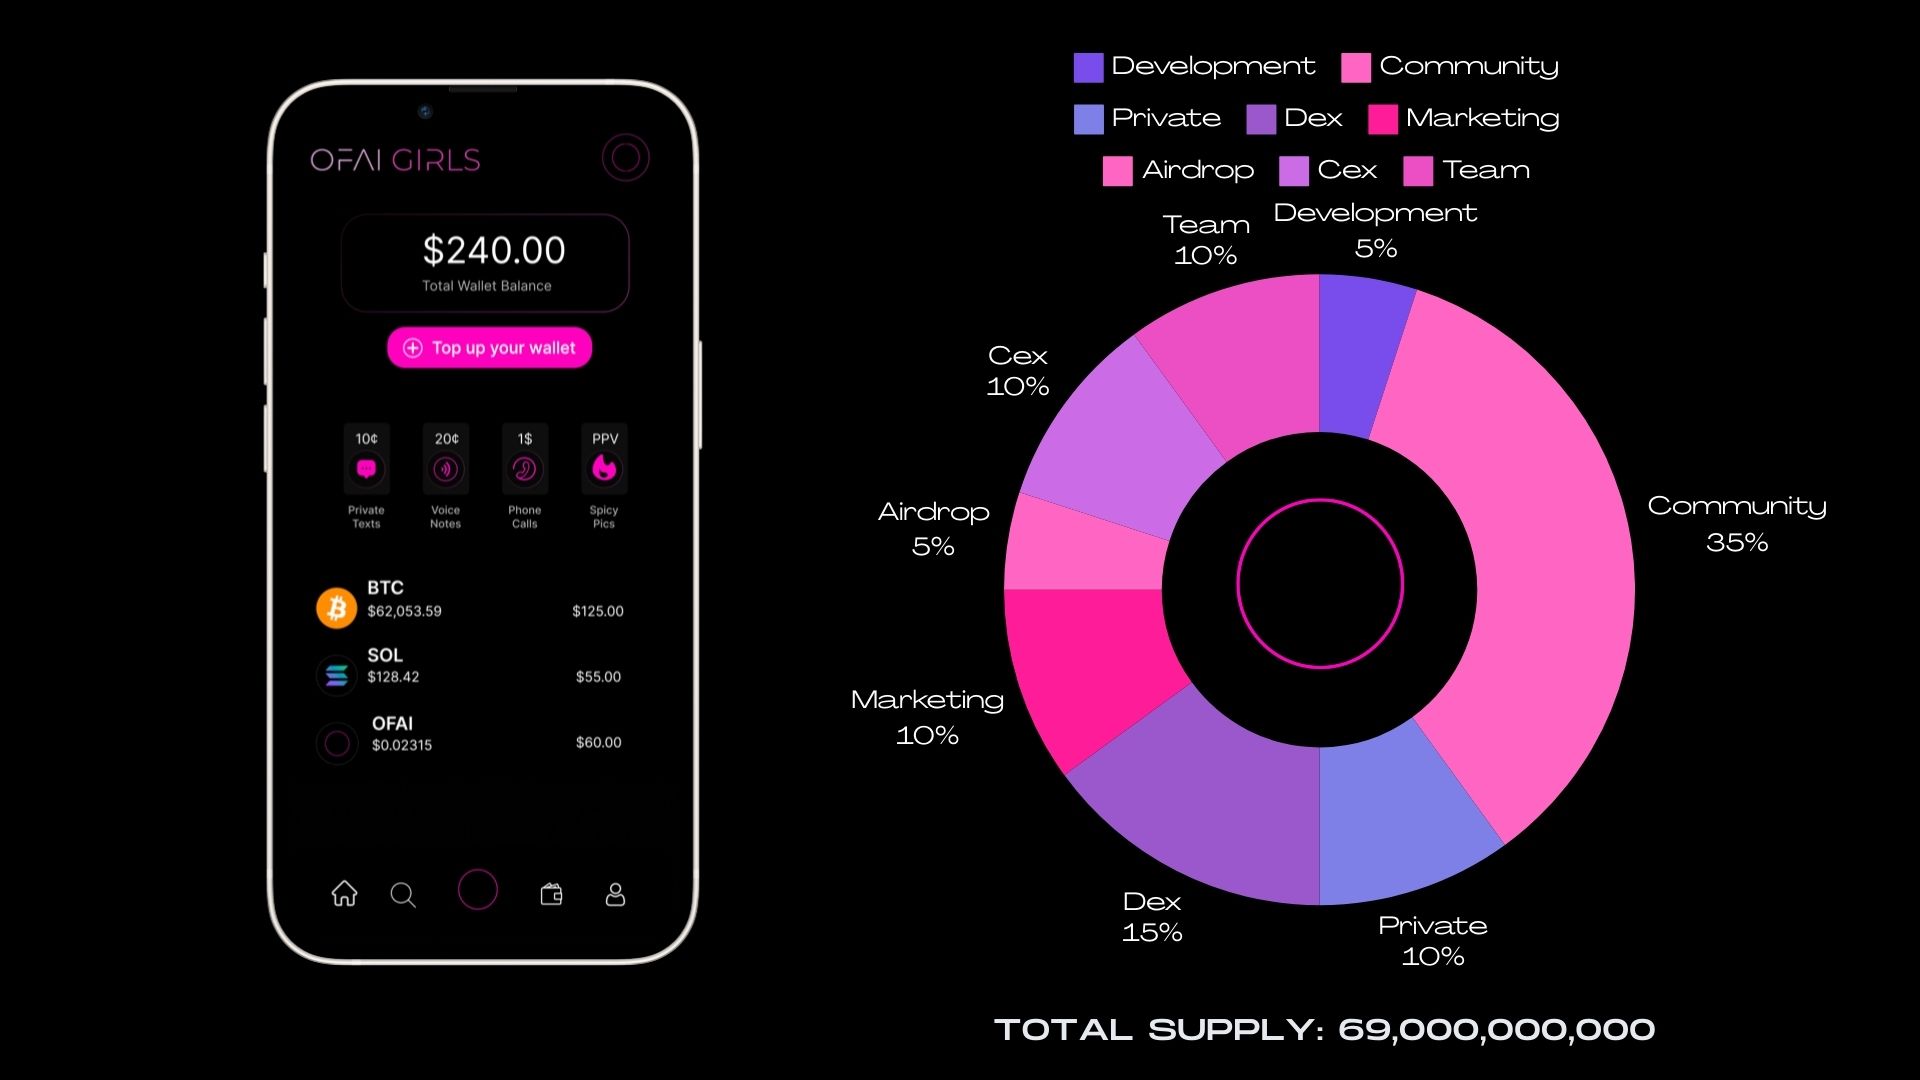 OFAI GIRLS
$240.00
Total Wallet Balance
Top up your wallet
10¢
20¢
1$
PPV
Private
Texts
Voice
Notes
Phone
Calls
Spicy
Pics
BTC
$62,053.59
$125.00
SOL
$128.42
$55.00
OFAI
$0.02315
$60.00
Development Community
Private Dex Marketing
Airdrop Cex Team
Team
10%
Development
5%
Cex
10%
Community
35%
Airdrop
5%
Marketing
10%
Dex
15%
Private
10%
TOTAL SUPPLY: 69,000,000,000